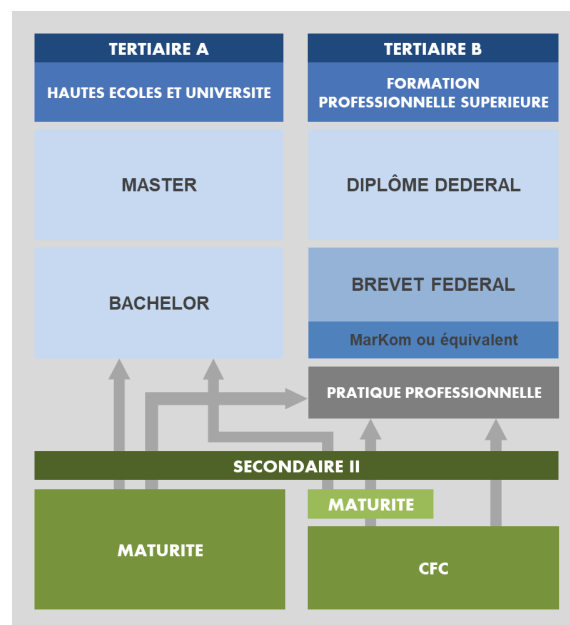 TERTIAIRE A
HAUTES ECOLES ET UNIVERSITE
MASTER
BACHELOR
TERTIAIRE B
FORMATION
PROFESSIONNELLE SUPERIEURE
DIPLÔME DEDERAL
BREVET FEDERAL
MarKom ou équivalent
PRATIQUE PROFESSIONNELLE
SECONDAIRE II
MATURITE
MATURITE
CFC